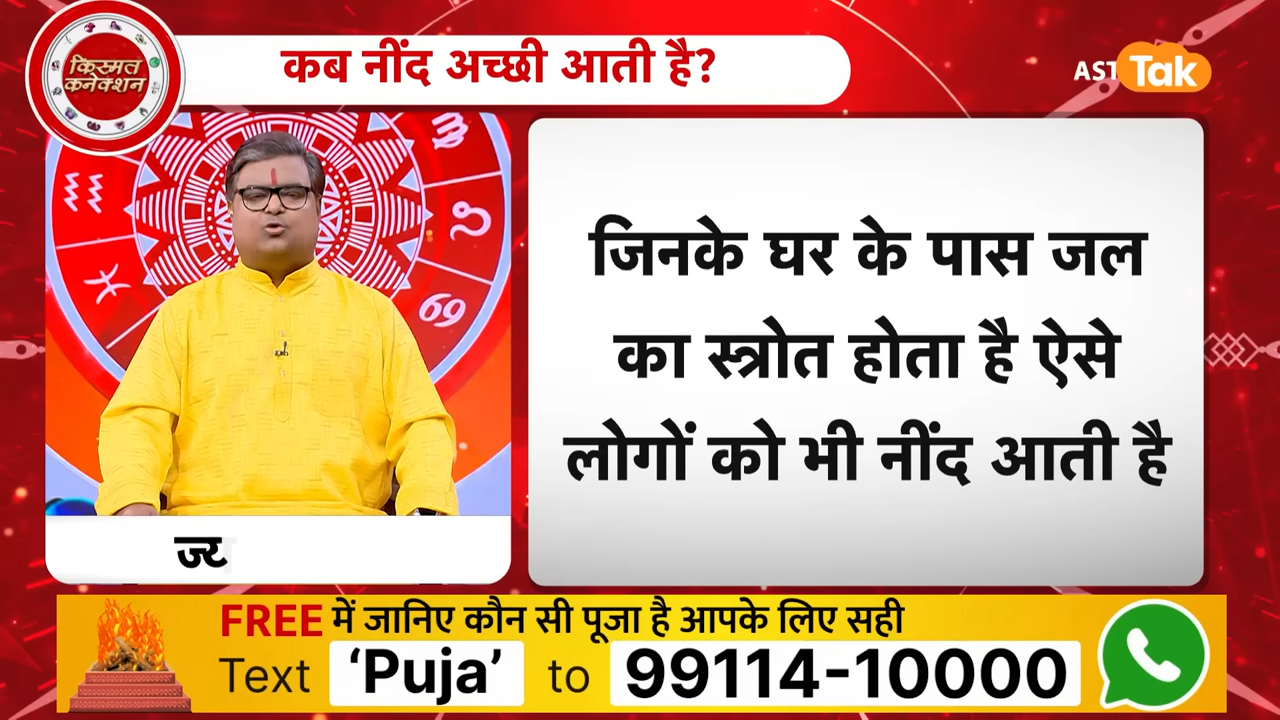 किस्मत
कनेक्शन
कब नींद अच्छी आती है?
AST Tak
जिनके घर के पास जल
का स्त्रोत होता है ऐसे
लोगों को भी नींद आती है
FREE में जानिए कौन सी पूजा है आपके लिए सही
Text ‘Puja’ to 99114-10000